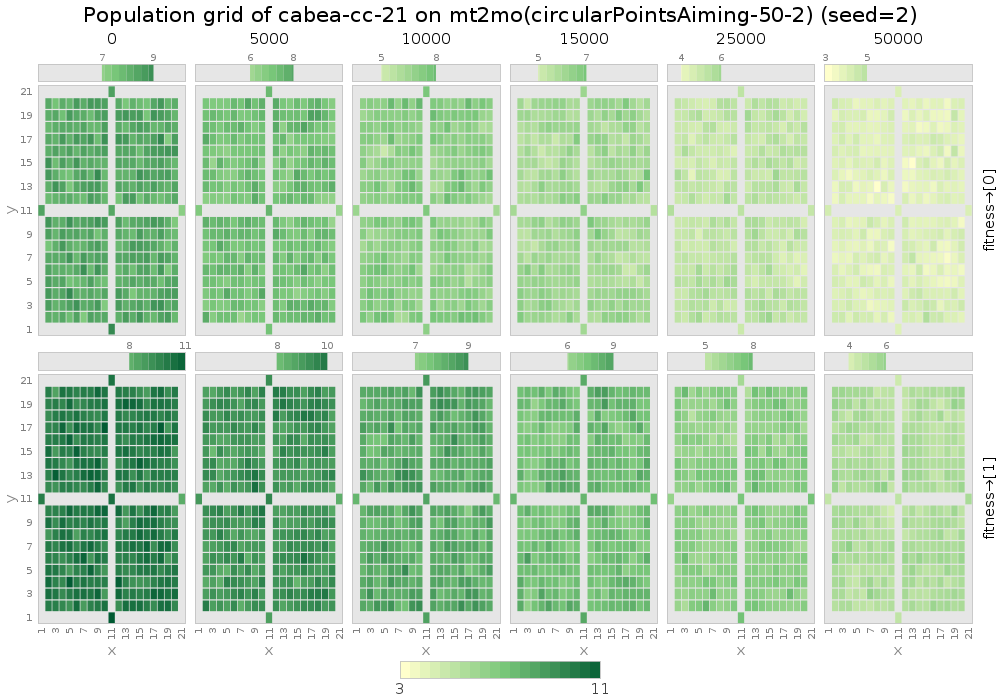 Population grid of cabea-cc-21 on mt2mo(circularPointsAiming-50-2) (seed=2)
0 5000 10000 15000 25000 50000
7 9 6 8 5 8 5 7 4 6 3 5
21
19
17
15
13
y 11
9
7
5
3
1
fitness→[0]
8 11 8 10 7 9 6 9 5 8 4 6
21
19
17
15
13
y 11
9
7
5
3
1
fitness→[1]
1 3 5 7 9 11 13 15 17 19 21 1 3 5 7 9 11 13 15 17 19 21 1 3 5 7 9 11 13 15 17 19 21 1 3 5 7 9 11 13 15 17 19 21 1 3 5 7 9 11 13 15 17 19 21 1 3 5 7 9 11 13 15 17 19 21
x x x x x x
3 11